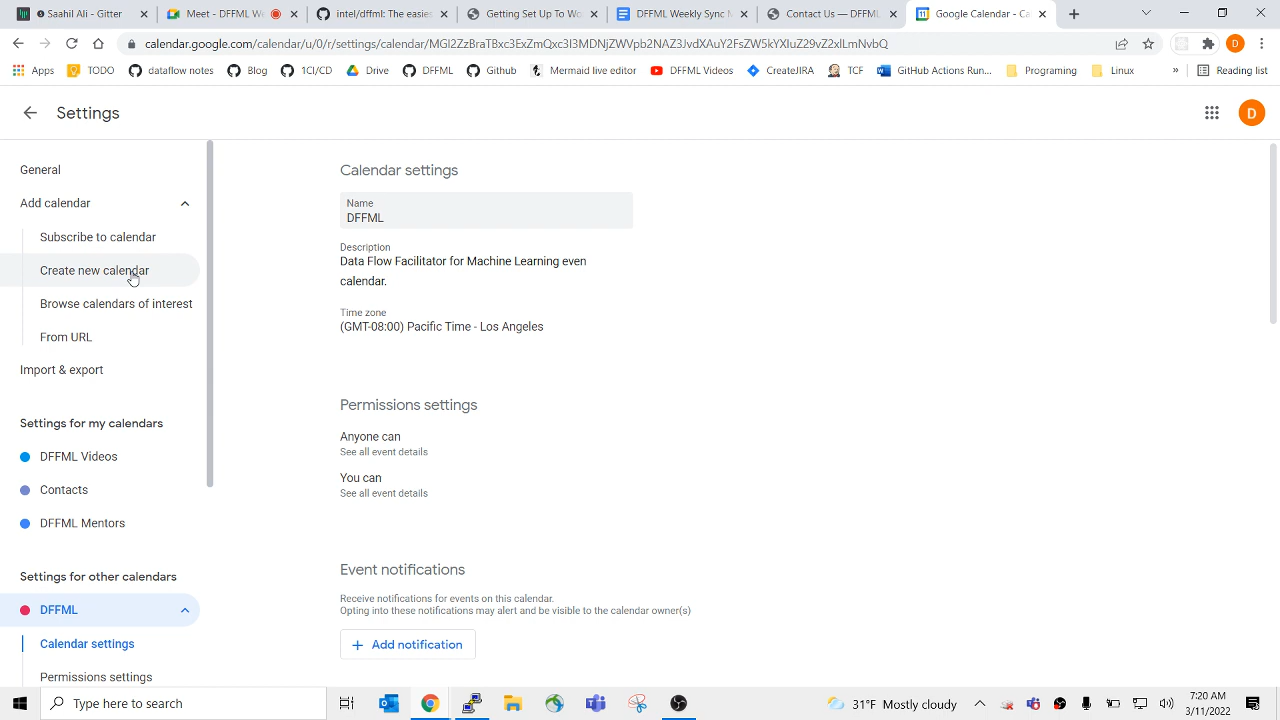 Sahil Ali - Gitter
Meet - DFFML We
intel/dffml: The easies
Getting Set Up To Wo
DFFML Weekly Sync M
Contact Us — DFFML
Google Calendar - Ca
calendar.google.com/calendar/u/0/r/settings/calendar/
Apps
TODO
dataflow notes
Blog
1CI/CD
Drive
DFFML
Github
Mermaid live editor
DFFML Videos
CreateJIRA
TCF
GitHub Actions Run...
Programing
Linux
»
Reading list
Settings
D
General
Add calendar
Subscribe to calendar
Create new calendar
Browse calendars of interest
From URL
Import & export
Settings for my calendars
DFFML Videos
Contacts
DFFML Mentors
Settings for other calendars
DFFML
Calendar settings
Permissions settings
Calendar settings
Name
DFFML
Description
Data Flow Facilitator for Machine Learning even
calendar.
Time zone
(GMT-08:00) Pacific Time - Los Angeles
Permissions settings
Anyone can
See all event details
You can
See all event details
Event notifications
Receive notifications for events on this calendar.
Opting into these notifications may alert and be visible to the calendar owner(s)
+ Add notification
Type here to search
31°F Mostly cloudy
7:20 AM
3/11/2022